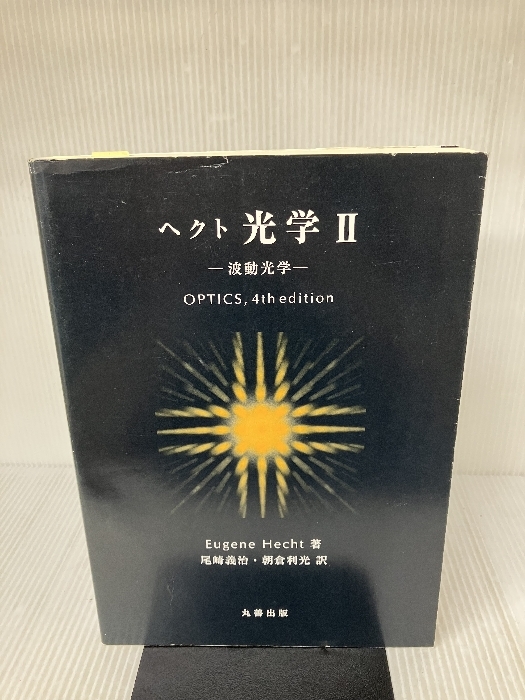 ヘクト 光学 II
―波動光学―
OPTICS, 4th edition
Eugene Hecht 著
尾崎義治・朝倉利光 訳
丸善出版